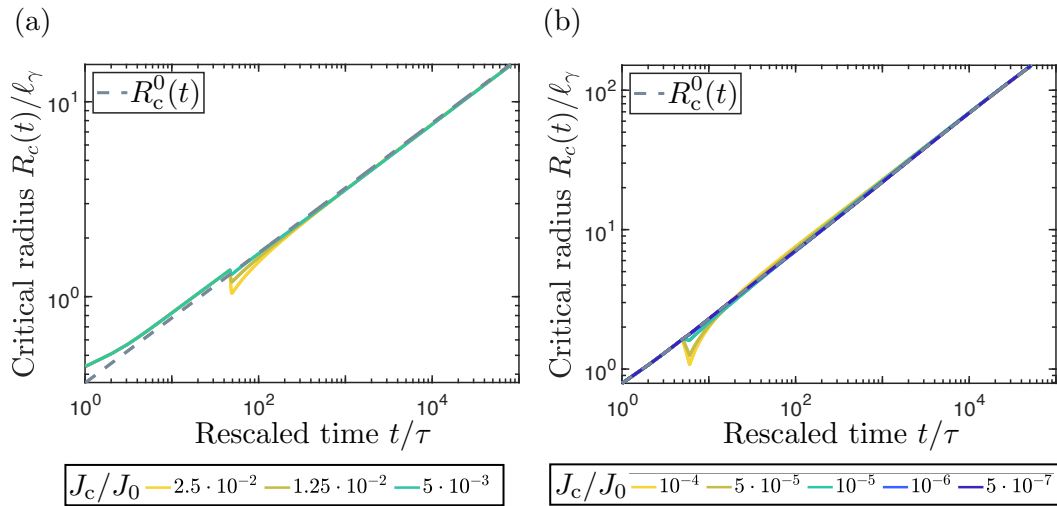 (a)
Critical radius R_c(t)/ℓ_γ
R_c^0(t)
10^1
10^0
10^0
10^2
10^4
Rescaled time t/τ
J_c/J_0 2.5 · 10^{-2} 1.25 · 10^{-2} 5 · 10^{-3}
(b)
Critical radius R_c(t)/ℓ_γ
R_c^0(t)
10^2
10^1
10^0
10^0
10^2
10^4
Rescaled time t/τ
J_c/J_0 10^{-4} 5 · 10^{-5} 10^{-5} 10^{-6} 5 · 10^{-7}